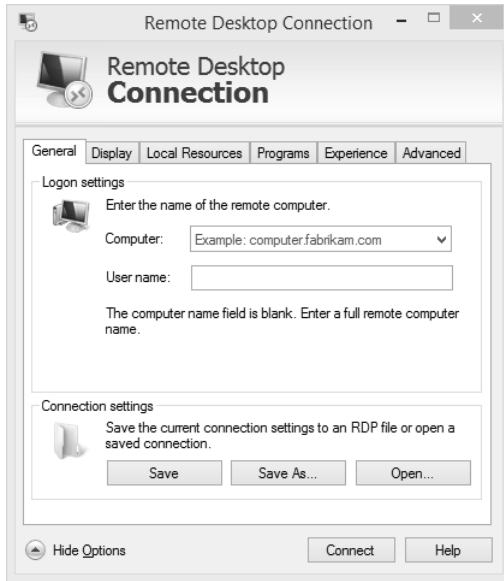 Remote Desktop Connection
Remote Desktop
Connection
General Display Local Resources Programs Experience Advanced
Logon settings
Enter the name of the remote computer.
Computer: Example: computer.fabrikam.com
User name:
The computer name field is blank. Enter a full remote computer
name.
Connection settings
Save the current connection settings to an RDP file or open a
saved connection.
Save Save As... Open...
Hide Options Connect Help